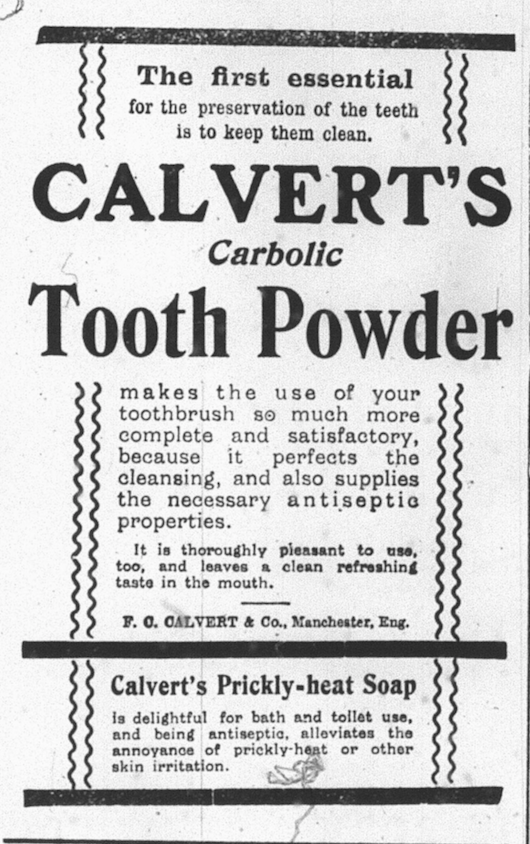 The first essential
for the preservation of the teeth
is to keep them clean.
CALVERT'S
Carbolic
Tooth Powder
makes the use of your
toothbrush so much more
complete and satisfactory,
because it perfects the
cleansing, and also supplies
the necessary antiseptic
properties.
It is thoroughly pleasant to use,
too, and leaves a clean refreshing
taste in the mouth.
F. C. CALVERT & Co., Manchester, Eng.
Calvert's Prickly-heat Soap
is delightful for bath and toilet use,
and being antiseptic, alleviates the
annoyance of prickly-heat or other
skin irritation.